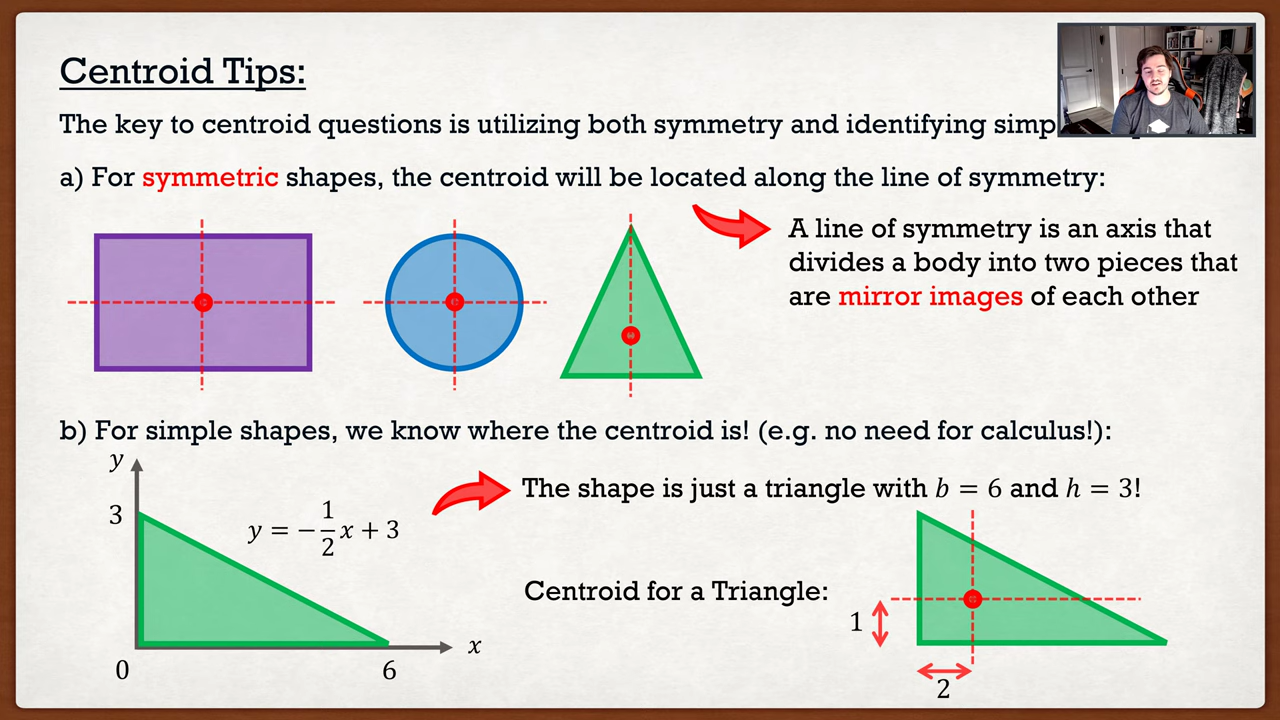 Centroid Tips:
The key to centroid questions is utilizing both symmetry and identifying
a) For symmetric shapes, the centroid will be located along the line of symmetry:
A line of symmetry is an axis that
divides a body into two pieces that
are mirror images of each other
C
C
C
b) For simple shapes, we know where the centroid is! (e.g. no need for calculus!):
y
3
y = -\frac{1}{2}x + 3
0
6
x
The shape is just a triangle with b = 6 and h = 3!
Centroid for a Triangle:
C
1
2